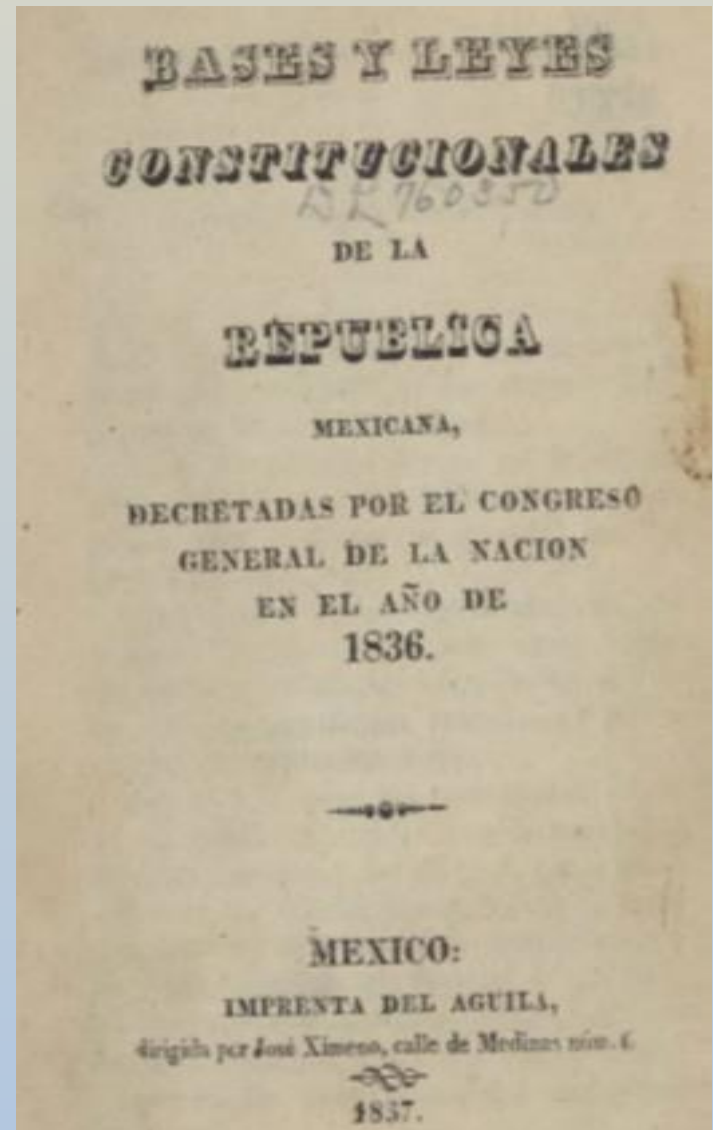 BASES Y LEYES
CONSTITUCIONALES
DE LA
REPUBLICA
MEXICANA,
DECRETADAS POR EL CONGRESO
GENERAL DE LA NACION
EN EL AÑO DE
1836.
MEXICO:
IMPRENTA DEL AGUILA,
dirigida por José Ximeno, calle de Medinas núm. 6.
1837.